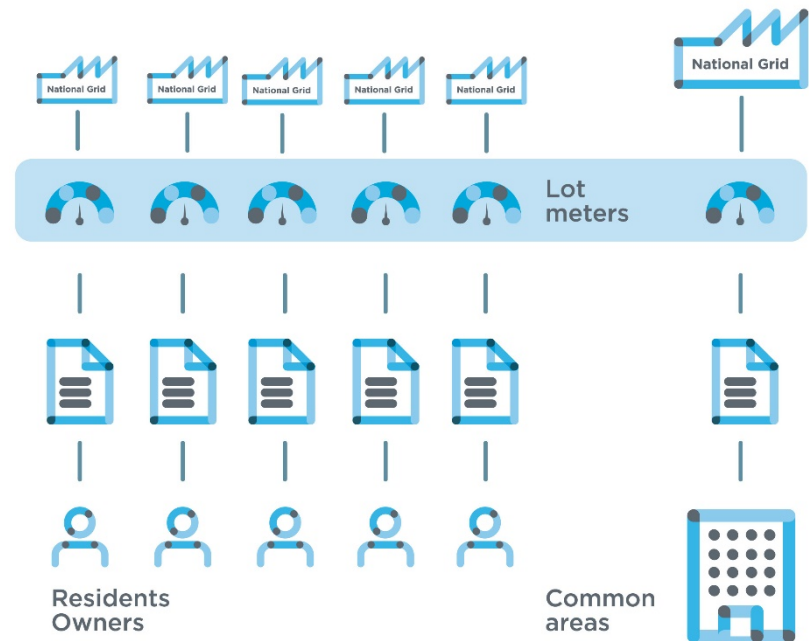 National Grid
National Grid
National Grid
National Grid
National Grid
National Grid
Lot
meters
Residents
Owners
Common
areas